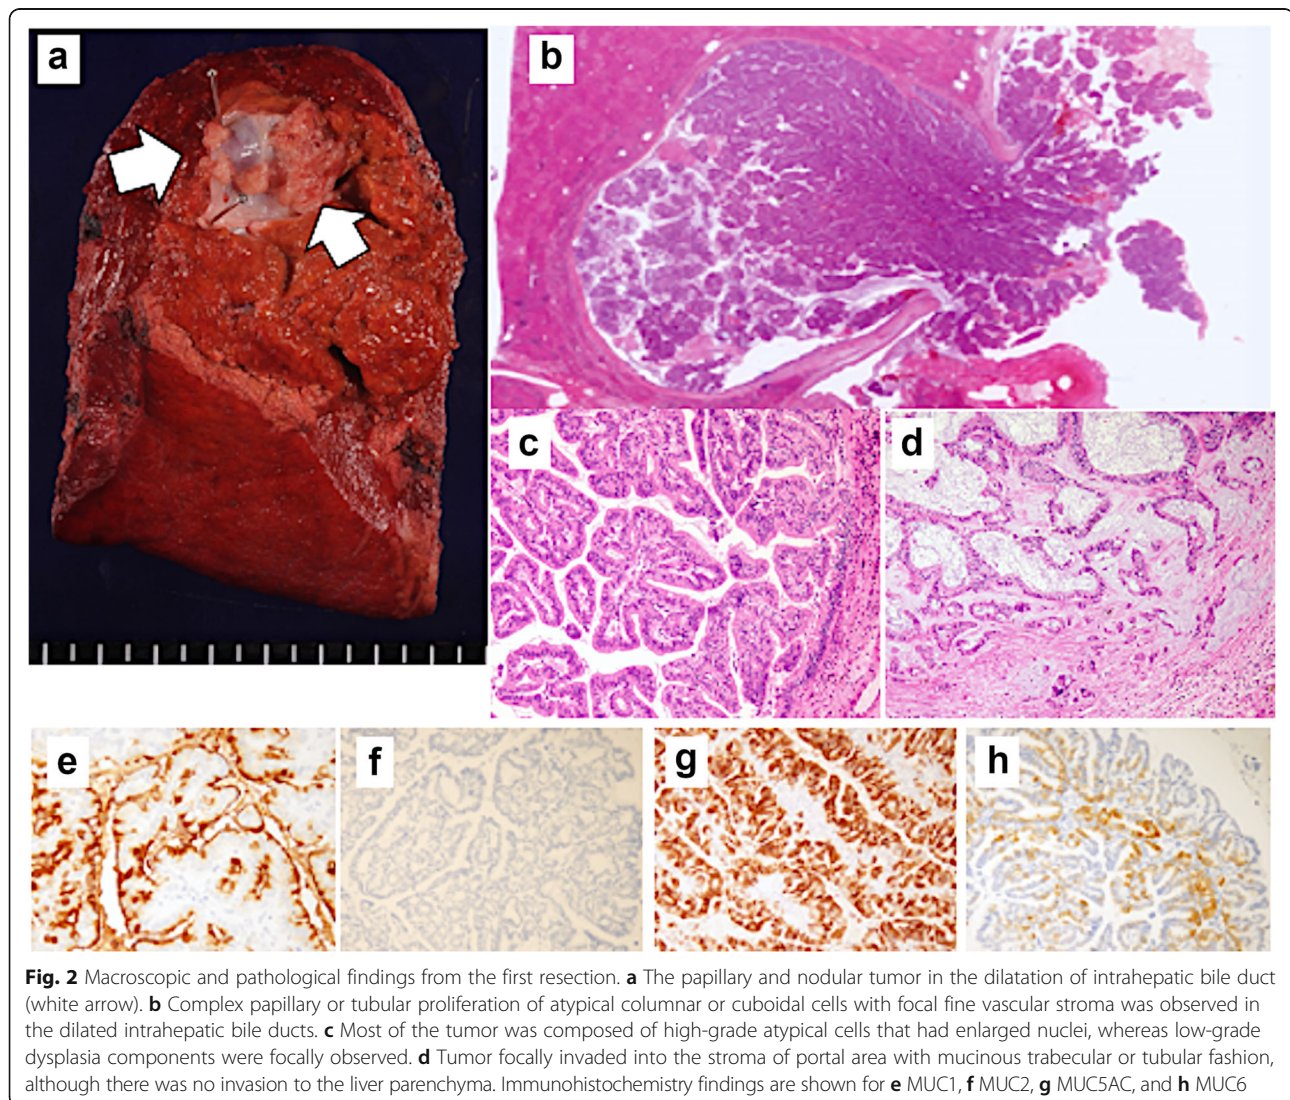 a
b
c
d
e
f
g
h
Fig. 2 Macroscopic and pathological findings from the first resection. a The papillary and nodular tumor in the dilatation of intrahepatic bile duct
(white arrow). b Complex papillary or tubular proliferation of atypical columnar or cuboidal cells with focal fine vascular stroma was observed in
the dilated intrahepatic bile ducts. c Most of the tumor was composed of high-grade atypical cells that had enlarged nuclei, whereas low-grade
dysplasia components were focally observed. d Tumor focally invaded into the stroma of portal area with mucinous trabecular or tubular fashion,
although there was no invasion to the liver parenchyma. Immunohistochemistry findings are shown for e MUC1, f MUC2, g MUC5AC, and h MUC6